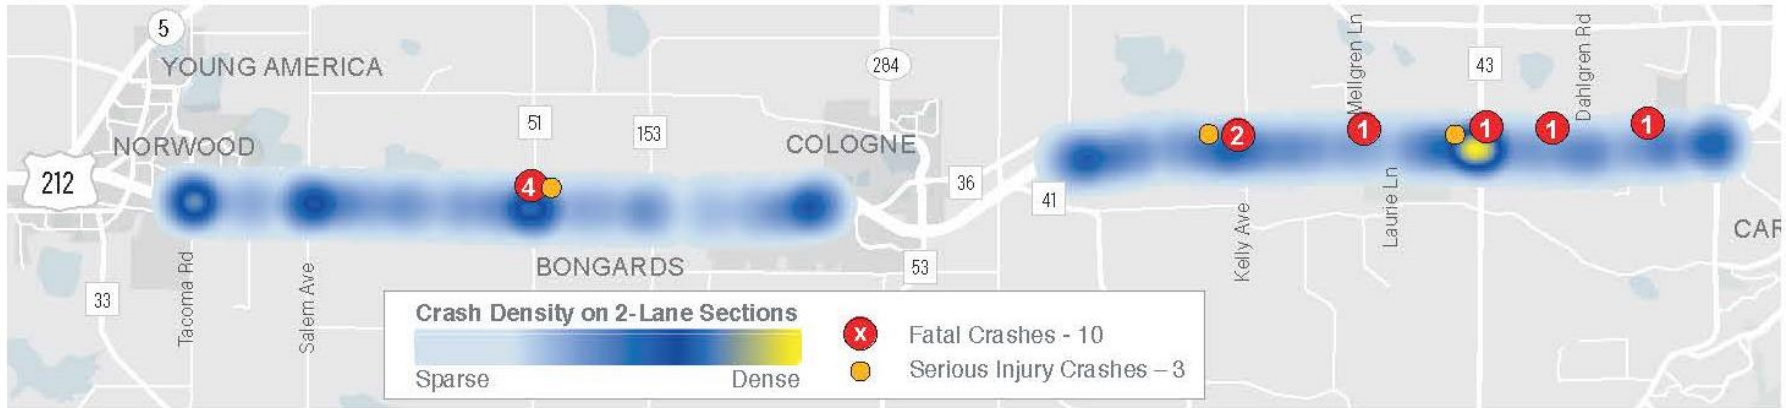 5
YOUNG AMERICA
NORWOOD
212
33
Tacoma Rd
Salem Ave
51
4
153
BONGARDS
COLOGNE
284
36
53
41
2
Kelly Ave
1
Mellgren Ln
Laurie Ln
43
1
1
Dahlgren Rd
1
CAR
Crash Density on 2-Lane Sections
Sparse
Dense
x
Fatal Crashes - 10
Serious Injury Crashes – 3